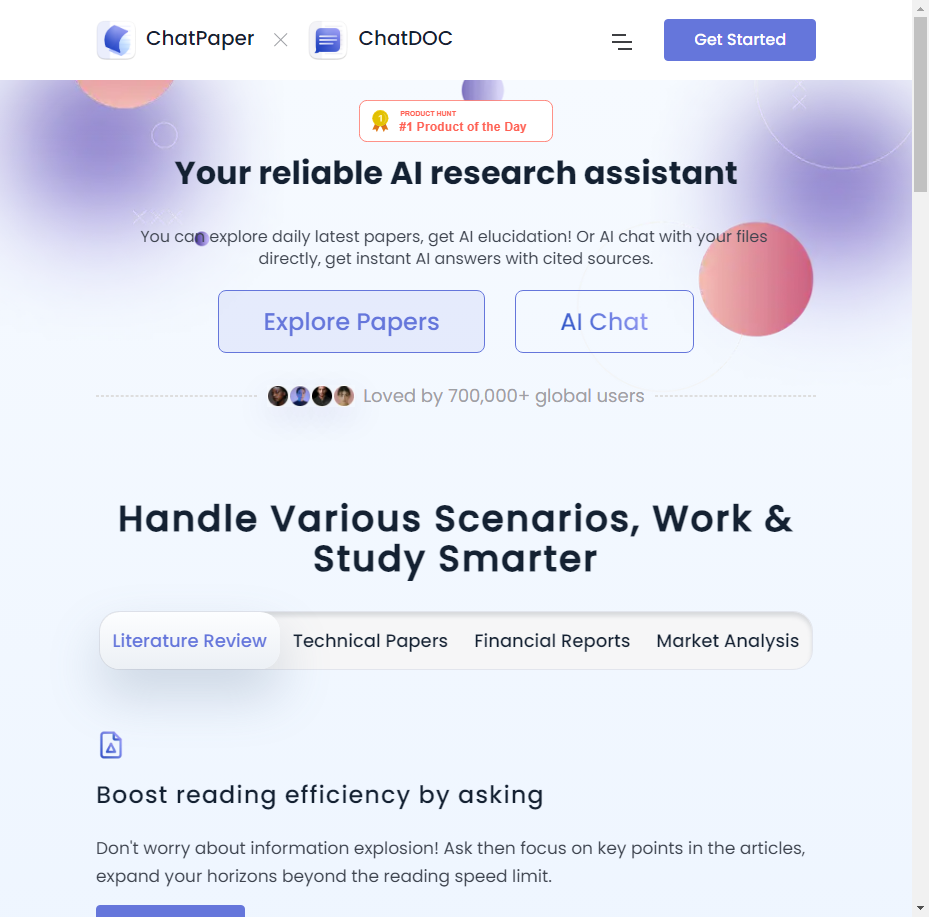 ChatPaper
ChatDOC
Get Started
PRODUCT HUNT
#1 Product of the Day
1
Your reliable AI research assistant
You can explore daily latest papers, get AI elucidation! Or AI chat with your files
directly, get instant AI answers with cited sources.
Explore Papers
AI Chat
Loved by 700,000+ global users
Handle Various Scenarios, Work &
Study Smarter
Literature Review
Technical Papers
Financial Reports
Market Analysis
Boost reading efficiency by asking
Don't worry about information explosion! Ask then focus on key points in the articles,
expand your horizons beyond the reading speed limit.